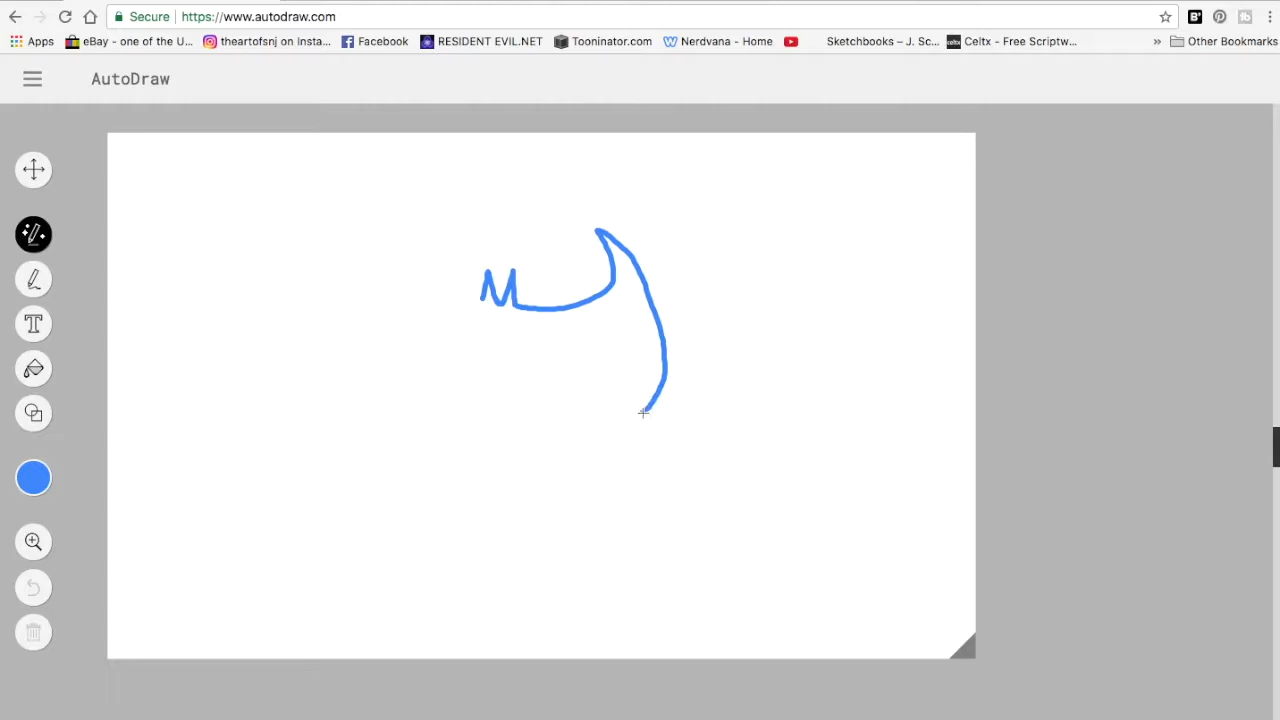 Secure https://www.autodraw.com
Apps eBay - one of the U... theartofsnj on Insta... Facebook RESIDENT EVIL.NET Tooninator.com Nerdvana - Home Sketchbooks – J. Sc... Celtx - Free Scriptw... » Other Bookmarks
AutoDraw
T